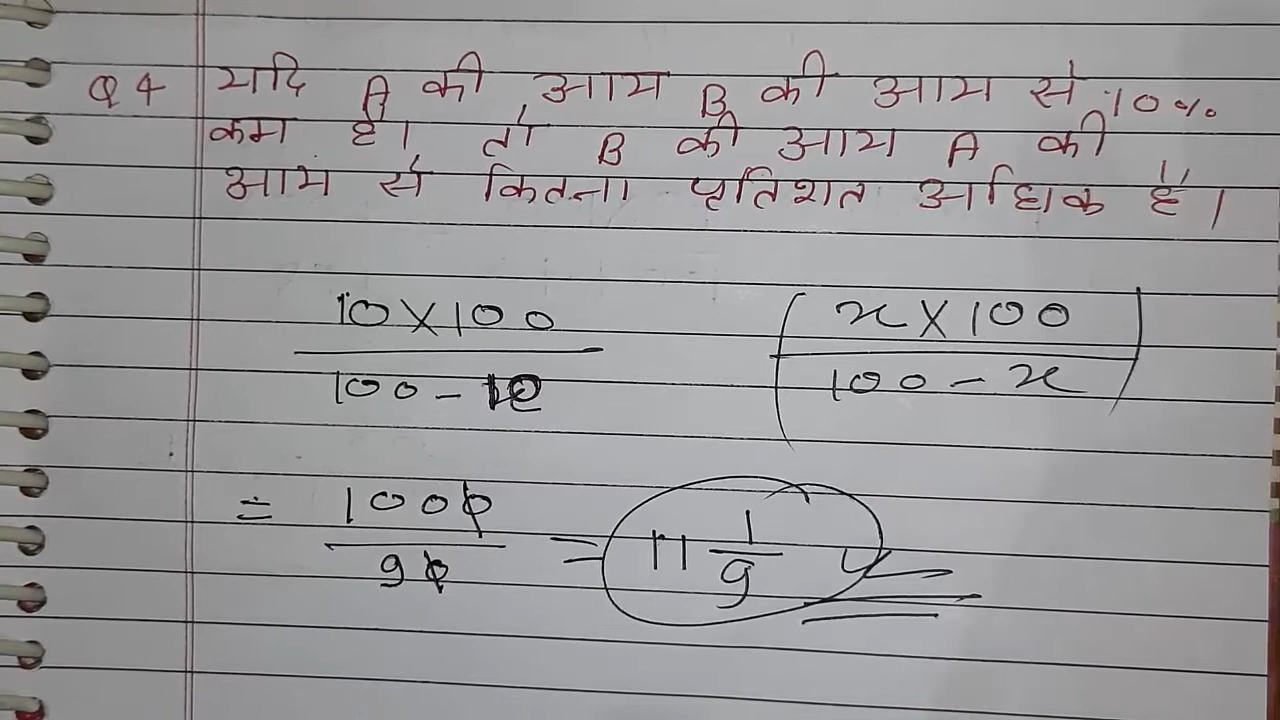 Q4 यदि A की आय B की आय से 10%
कम है। तो B की आय A की
आय से कितना प्रतिशत अधिक है।
10×100 / 100-10
(x×100 / 100-x)
= 1000 / 90 = 11 1/9 %